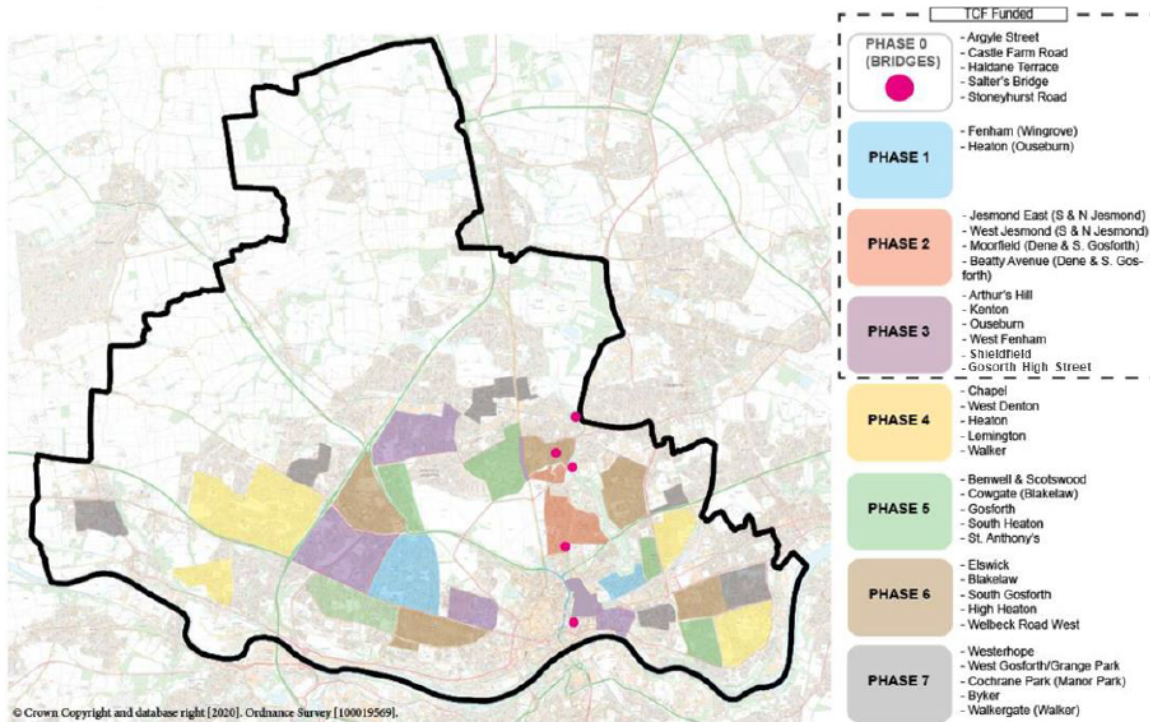 TCF Funded
PHASE 0
(BRIDGES)
- Argyle Street
- Castle Farm Road
- Haldane Terrace
- Salter's Bridge
- Stoneyhurst Road
PHASE 1
- Fenham (Wingrove)
- Heaton (Ouseburn)
PHASE 2
- Jesmond East (S & N Jesmond)
- West Jesmond (S & N Jesmond)
- Moorfield (Dene & S. Gosforth)
- Beatty Avenue (Dene & S. Gos-
forth)
PHASE 3
- Arthur's Hill
- Kenton
- Ouseburn
- West Fenham
- Shieldfield
- Gosorth High Street
PHASE 4
- Chapel
- West Denton
- Heaton
- Lemington
- Walker
PHASE 5
- Benwell & Scotswood
- Cowgate (Blakelaw)
- Gosforth
- South Heaton
- St. Anthony's
PHASE 6
- Elswick
- Blakelaw
- South Gosforth
- High Heaton
- Welbeck Road West
PHASE 7
- Westerhope
- West Gosforth/Grange Park
- Cochrane Park (Manor Park)
- Byker
- Walkergate (Walker)
© Crown Copyright and database right [2020]. Ordnance Survey [100019569].